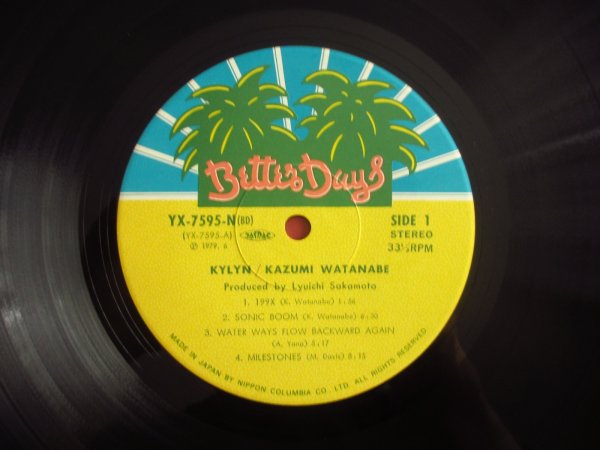 Better Days
YX-7595-N(BD)
(YX-7595-A)
Ⓟ 1979. 6
SIDE 1
STEREO
33⅓RPM
KYLYN / KAZUMI WATANABE
Produced by Lyuichi Sakamoto
1. 199X (K. Watanabe) 1:56
2. SONIC BOOM (K. Watanabe) 6:30
3. WATER WAYS FLOW BACKWARD AGAIN
(A. Yano) 5:17
4. MILESTONES (M. Davis) 8:15
MADE IN JAPAN BY NIPPON COLUMBIA CO., LTD. ALL RIGHTS RESERVED